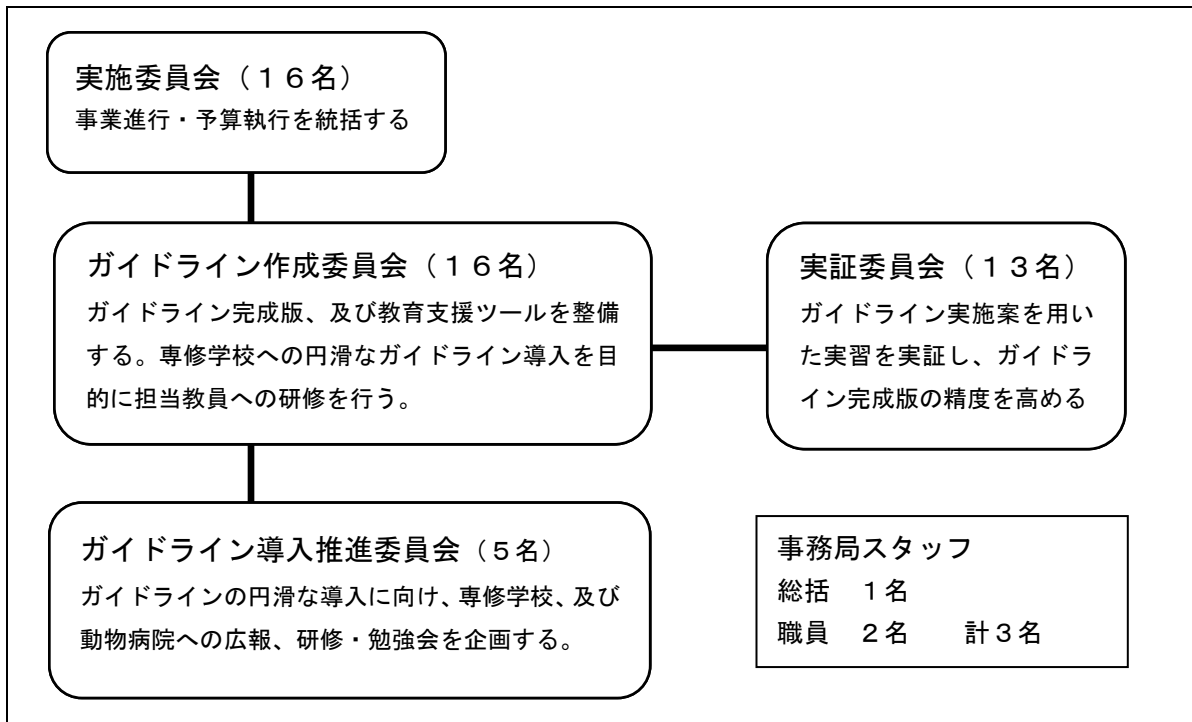 実施委員会（１６名）
事業進行・予算執行を統括する
ガイドライン作成委員会（１６名）
ガイドライン完成版、及び教育支援ツールを整備
する。専修学校への円滑なガイドライン導入を目
的に担当教員への研修を行う。
実証委員会（１３名）
ガイドライン実施案を用い
た実習を実証し、ガイドラ
イン完成版の精度を高める
ガイドライン導入推進委員会（５名）
ガイドラインの円滑な導入に向け、専修学校、及び
動物病院への広報、研修・勉強会を企画する。
事務局スタッフ
総括　１名
職員　２名　　計３名